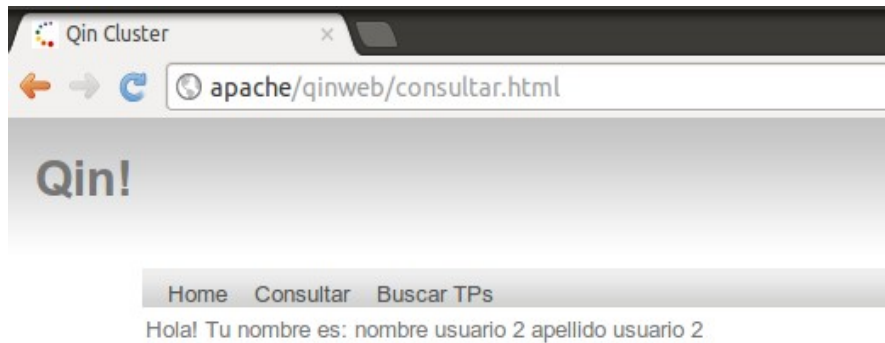 Qin Cluster
apache/qinweb/consultar.html
Qin!
Home Consultar Buscar TPs
Hola! Tu nombre es: nombre usuario 2 apellido usuario 2